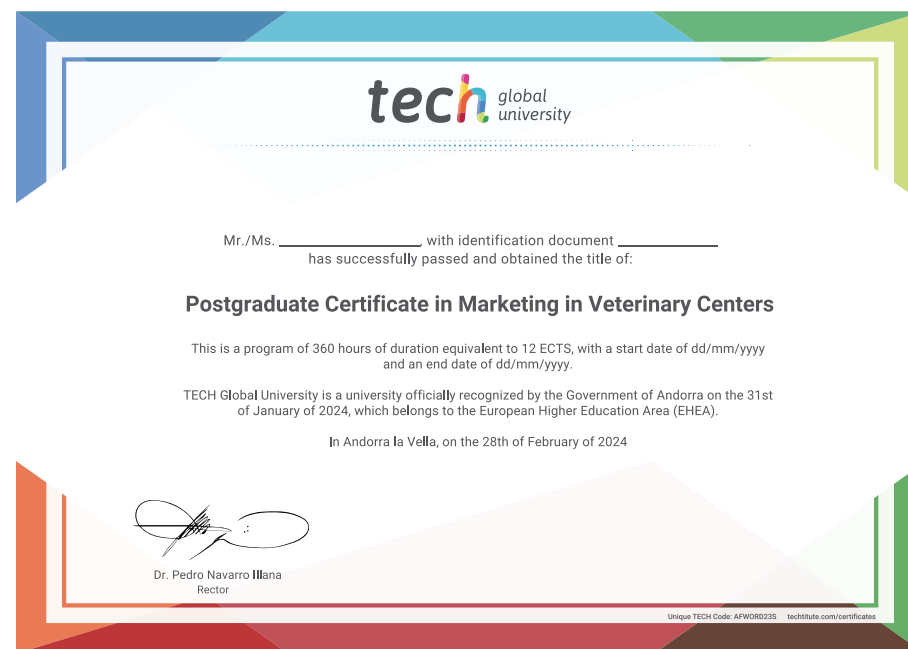 tech global university
Mr./Ms. ____________________, with identification document ______________
has successfully passed and obtained the title of:
Postgraduate Certificate in Marketing in Veterinary Centers
This is a program of 360 hours of duration equivalent to 12 ECTS, with a start date of dd/mm/yyyy
and an end date of dd/mm/yyyy.
TECH Global University is a university officially recognized by the Government of Andorra on the 31st
of January of 2024, which belongs to the European Higher Education Area (EHEA).
In Andorra la Vella, on the 28th of February of 2024
Dr. Pedro Navarro Illana
Rector
Unique TECH Code: AFWORD23S techtitute.com/certificates